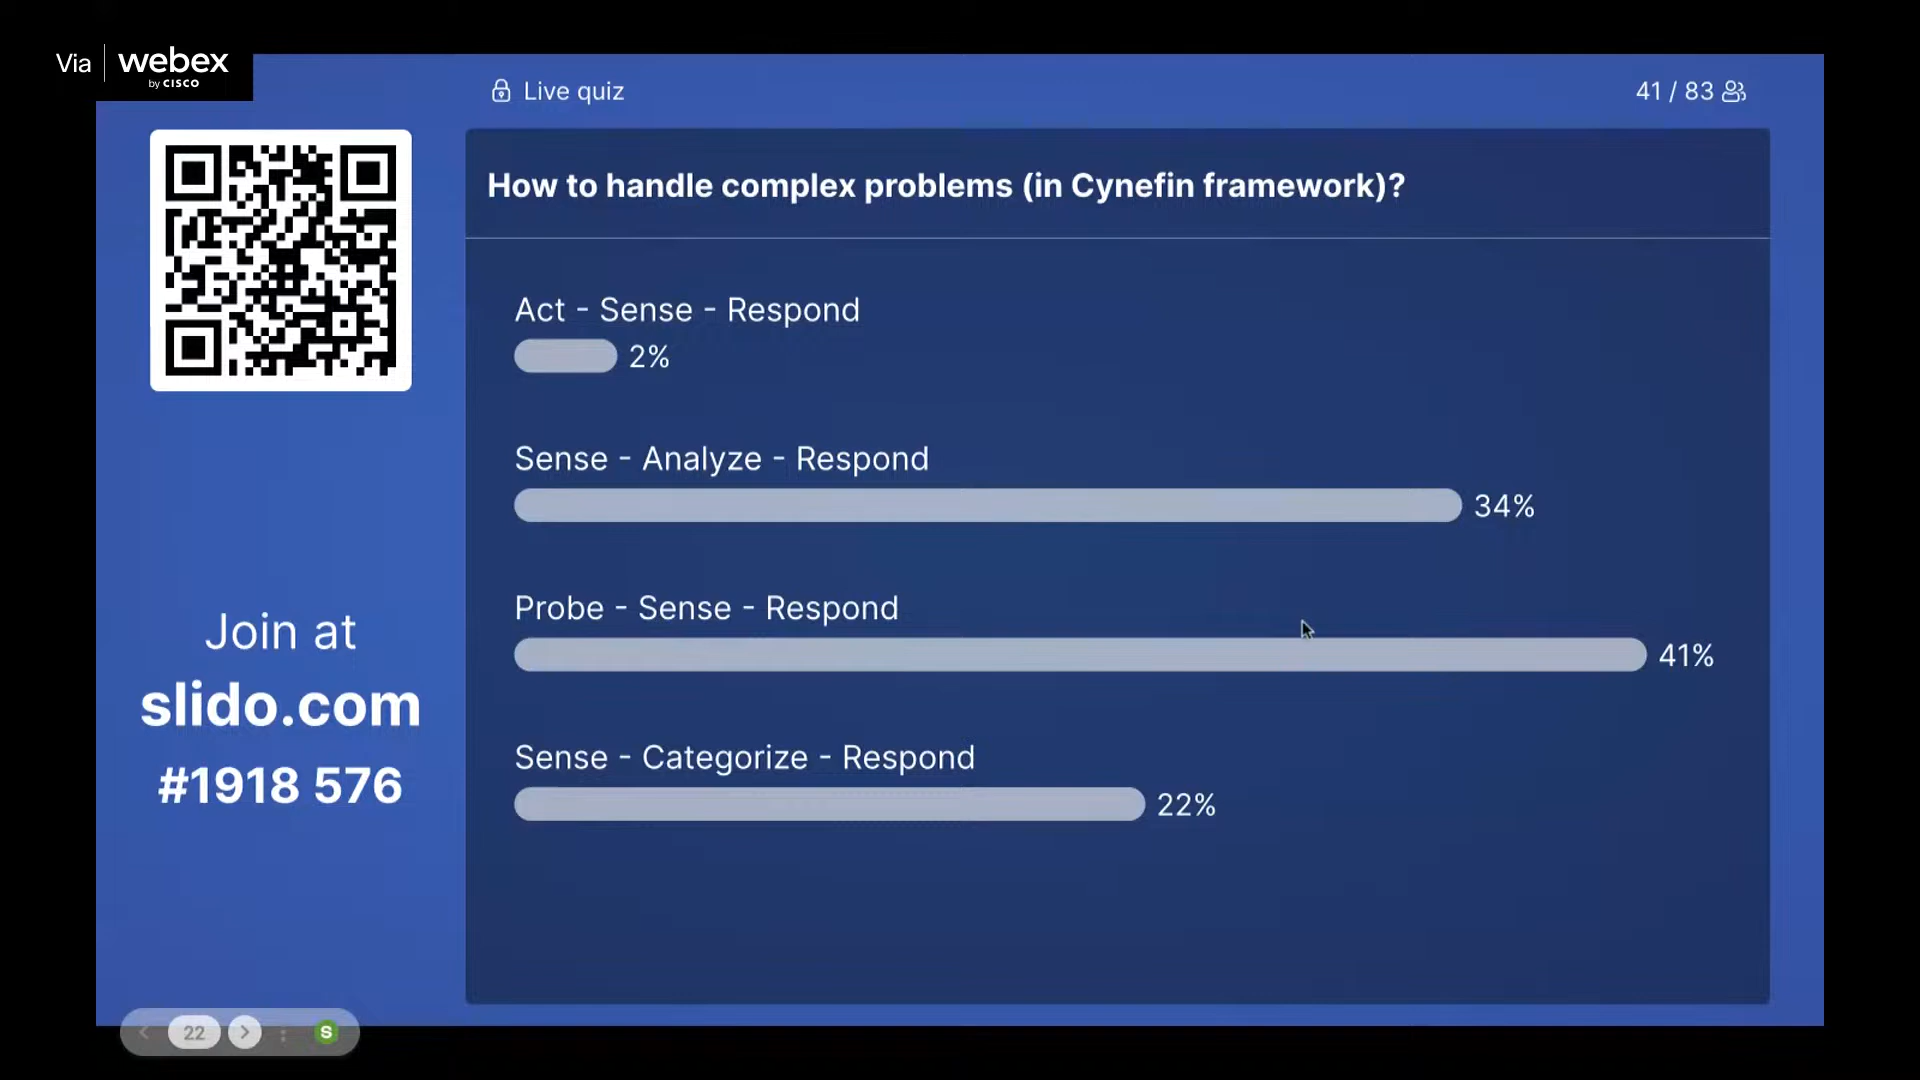 Via webex
by CISCO
Live quiz
41 / 83
How to handle complex problems (in Cynefin framework)?
Act - Sense - Respond
2%
Sense - Analyze - Respond
34%
Probe - Sense - Respond
41%
Sense - Categorize - Respond
22%
Join at
slido.com
#1918 576
22
S